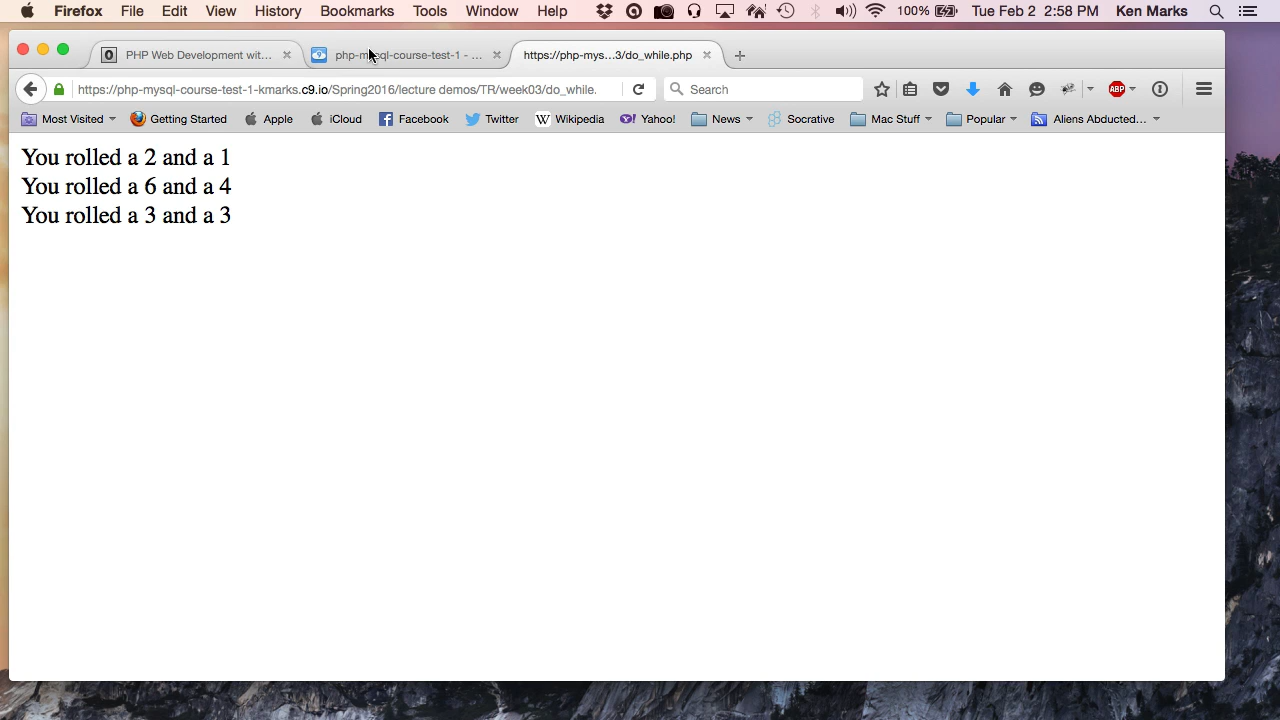 Firefox File Edit View History Bookmarks Tools Window Help 100% Tue Feb 2 2:58 PM Ken Marks
PHP Web Development wit... php-mysql-course-test-1 - ... https://php-mys...3/do_while.php
https://php-mysql-course-test-1-kmarks.c9.io/Spring2016/lecture demos/TR/week03/do_while. Search ABP
Most Visited Getting Started Apple iCloud Facebook Twitter W Wikipedia Y! Yahoo! News Socrative Mac Stuff Popular Aliens Abducted...
You rolled a 2 and a 1
You rolled a 6 and a 4
You rolled a 3 and a 3